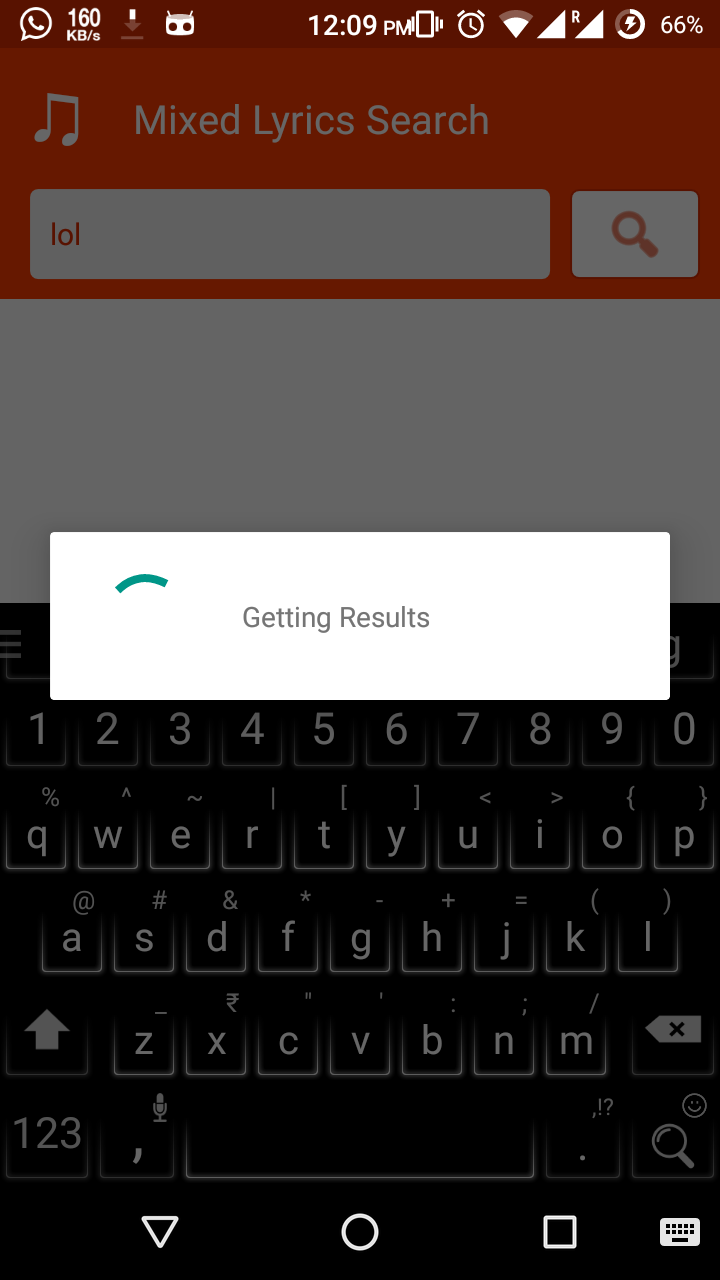 160
KB/s
12:09 PM
R
66%
Mixed Lyrics Search
lol
Getting Results
g
1 2 3 4 5 6 7 8 9 0
% ^ ~ | [ ] < > { }
q w e r t y u i o p
@ # & * - + = ( )
a s d f g h j k l
_ ₹ " ' : ; /
z x c v b n m
,!?
123 , .